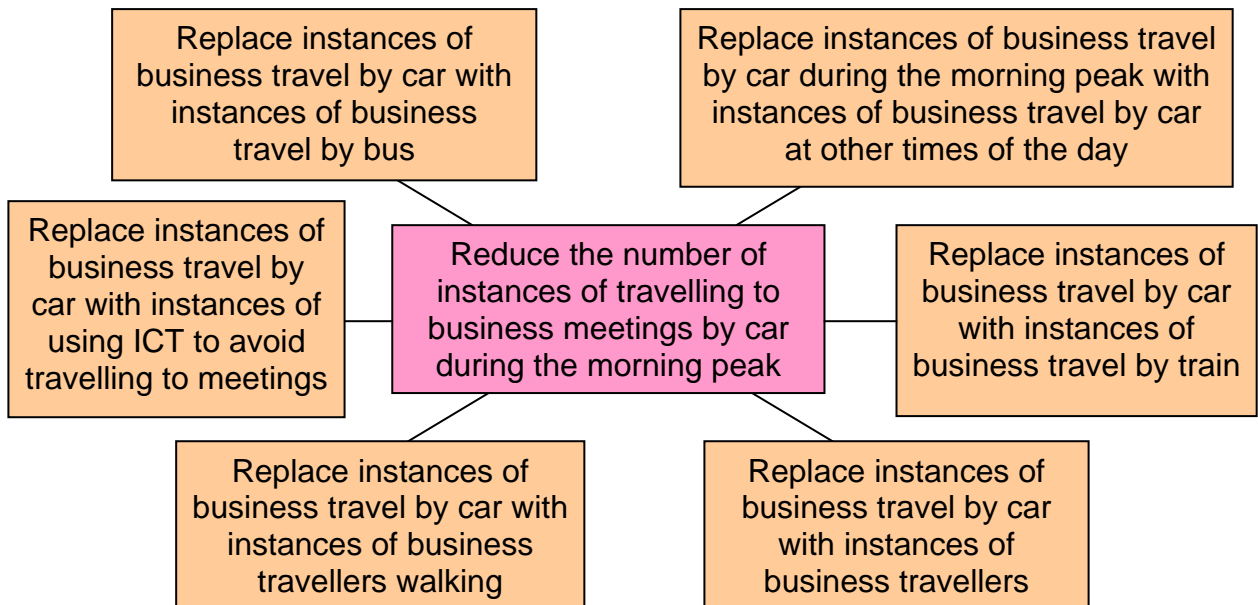 Replace instances of
business travel by car with
instances of business
travel by bus
Replace instances of business travel
by car during the morning peak with
instances of business travel by car
at other times of the day
Replace instances of
business travel by
car with instances of
using ICT to avoid
travelling to meetings
Reduce the number of
instances of travelling to
business meetings by car
during the morning peak
Replace instances of
business travel by car
with instances of
business travel by train
Replace instances of
business travel by car with
instances of business
travellers walking
Replace instances of
business travel by car
with instances of
business travellers